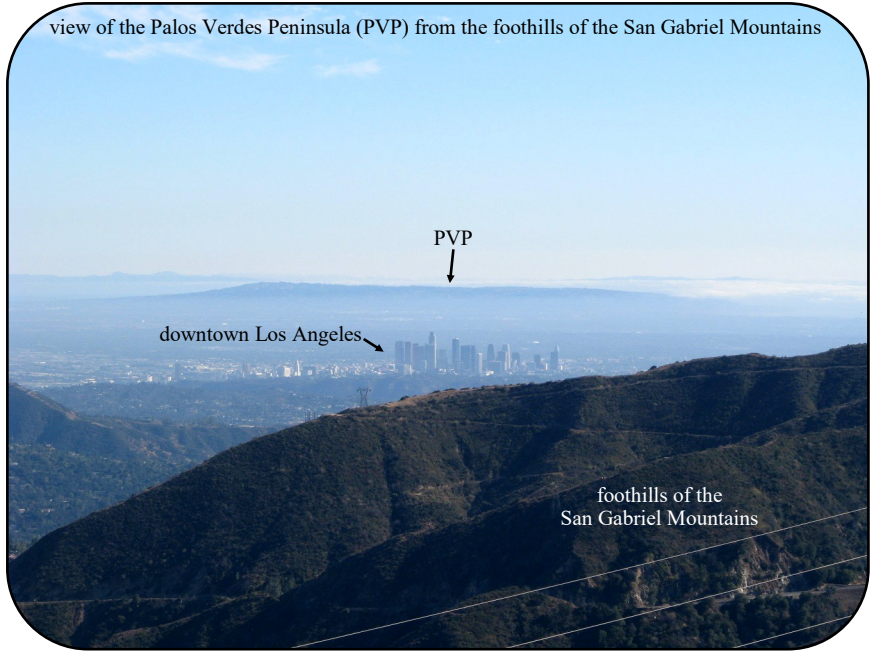 view of the Palos Verdes Peninsula (PVP) from the foothills of the San Gabriel Mountains
PVP
downtown Los Angeles
foothills of the
San Gabriel Mountains